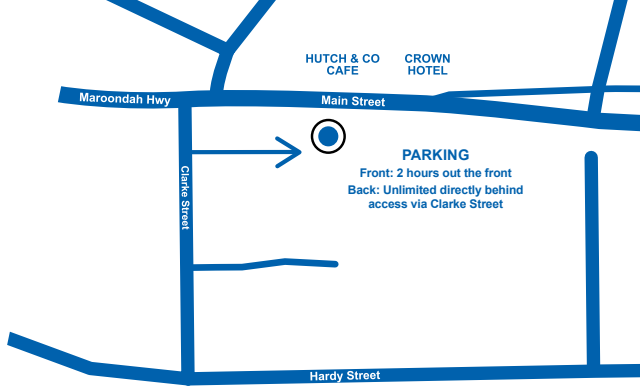 HUTCH & CO
CAFE
CROWN
HOTEL
Maroondah Hwy
Main Street
PARKING
Front: 2 hours out the front
Back: Unlimited directly behind
access via Clarke Street
Clarke Street
Hardy Street